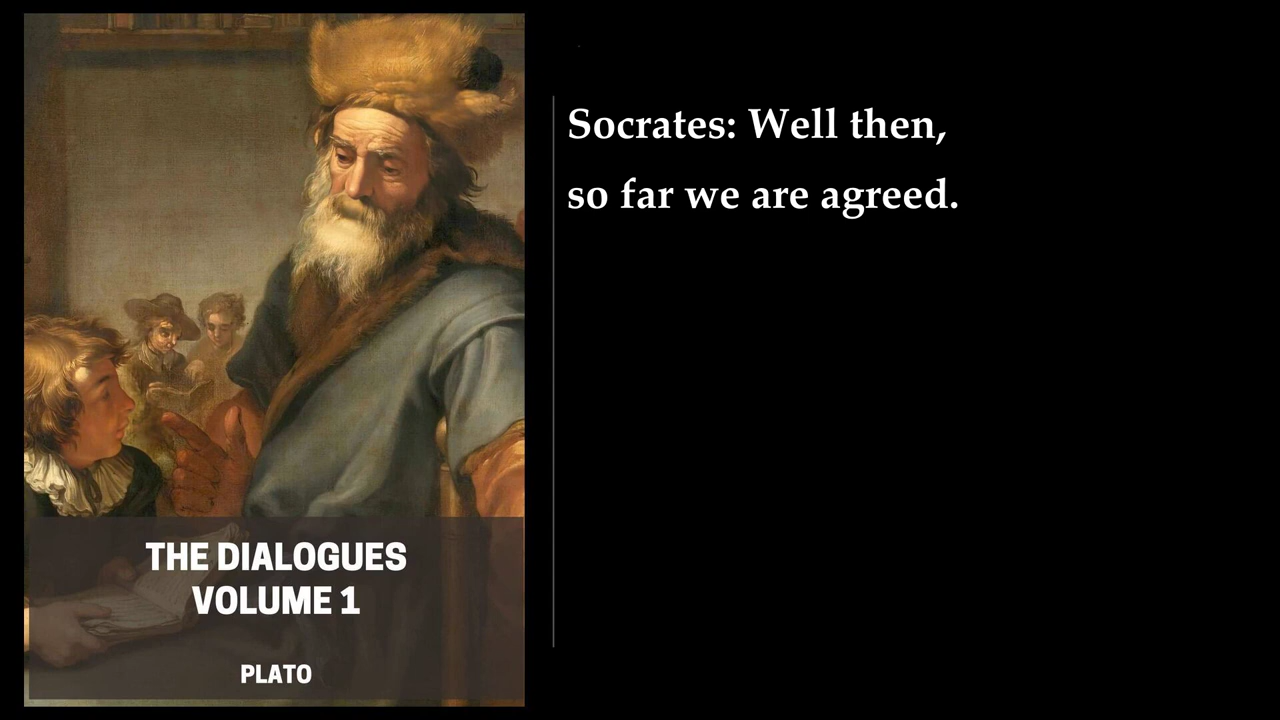 Socrates: Well then,
so far we are agreed.
THE DIALOGUES
VOLUME 1
PLATO